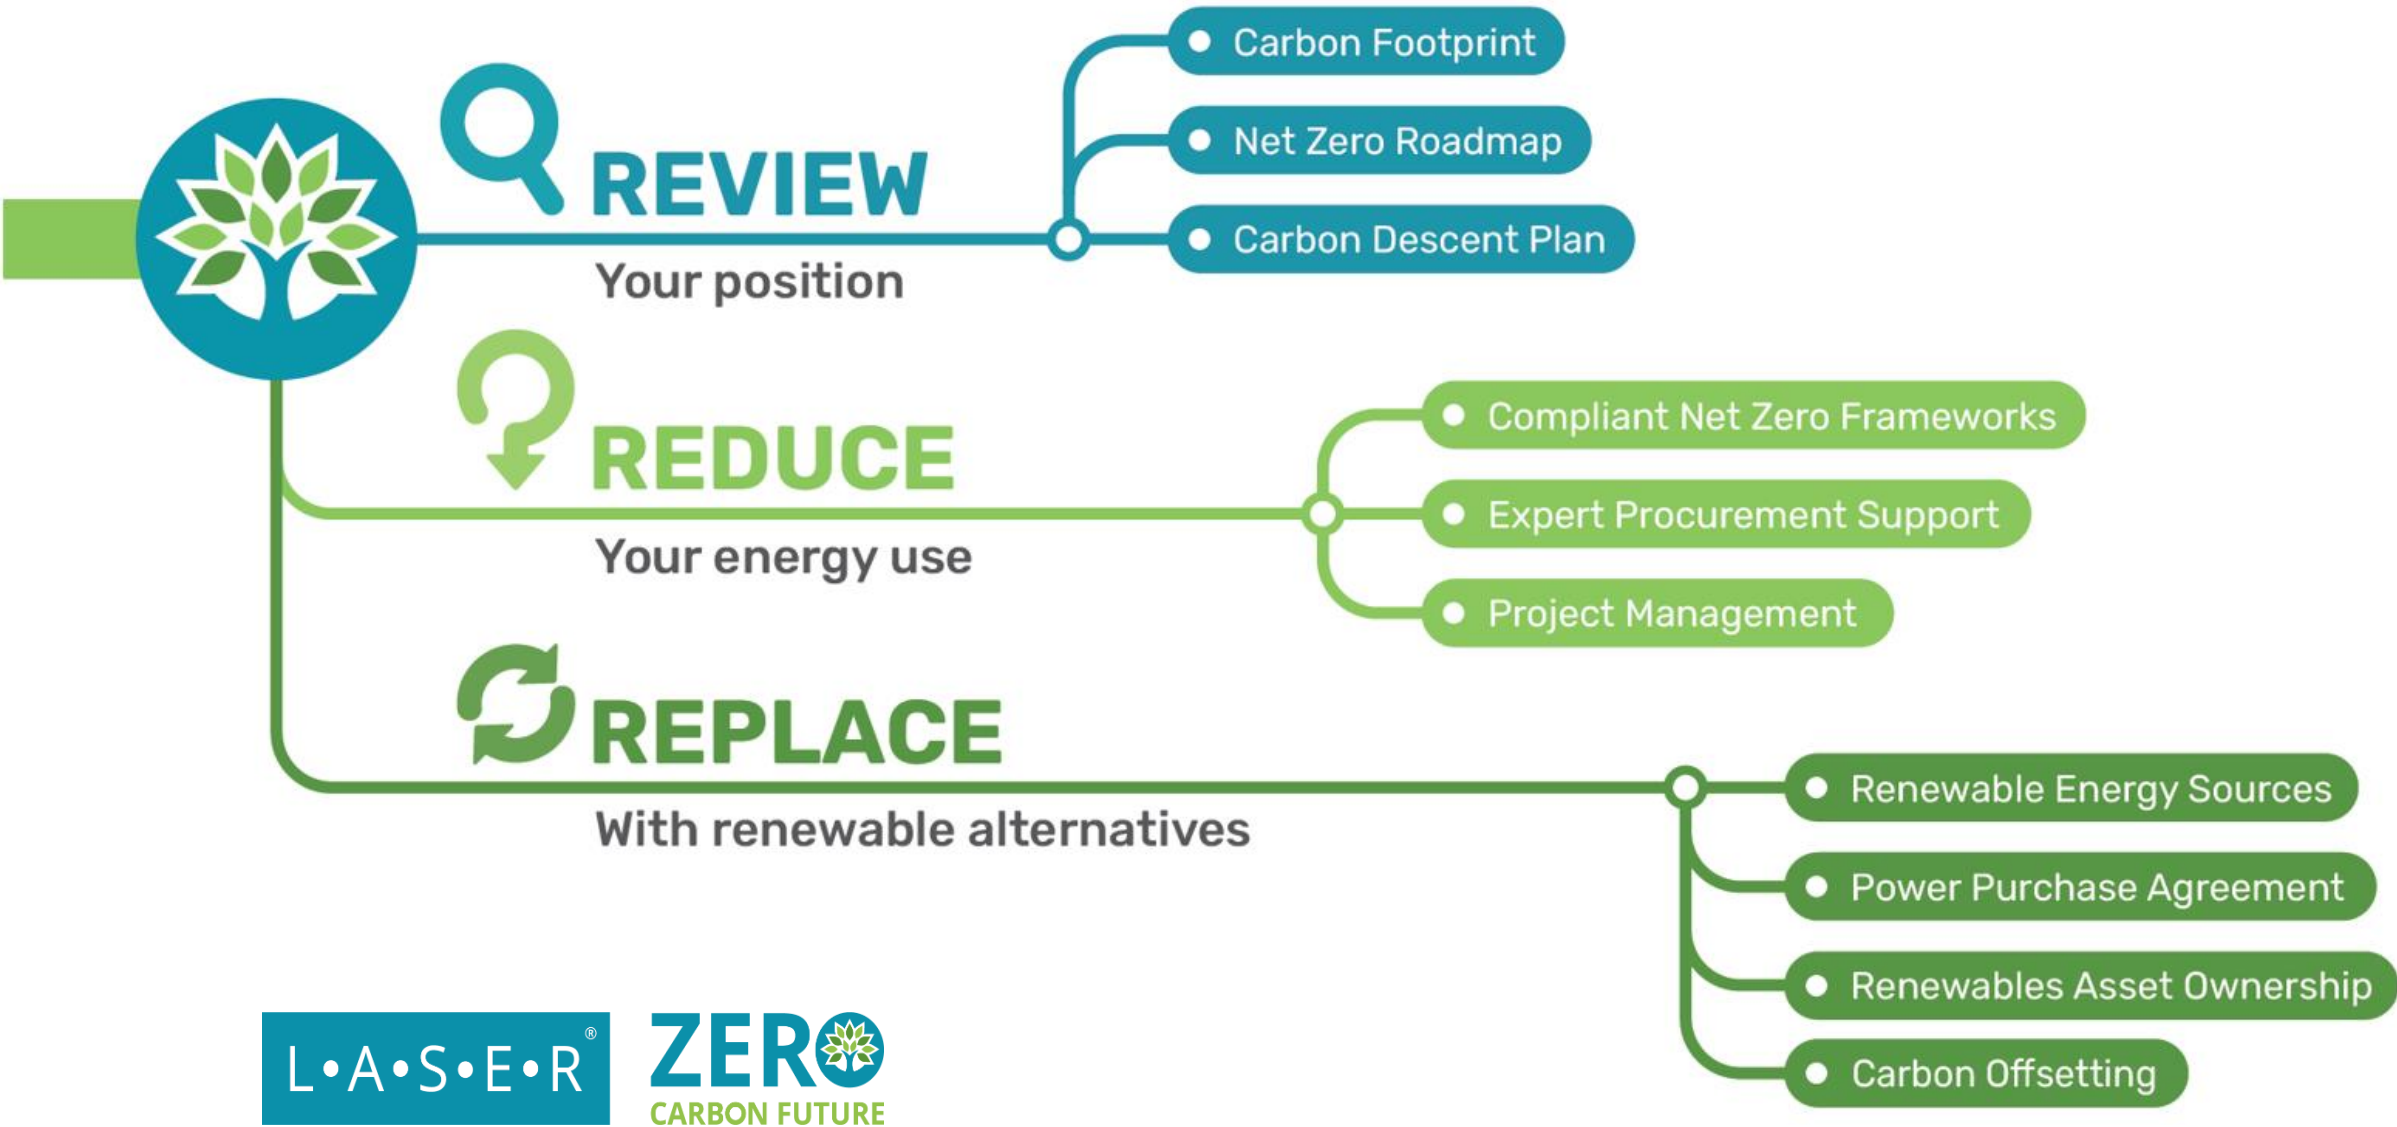 REVIEW
Your position
Carbon Footprint
Net Zero Roadmap
Carbon Descent Plan
REDUCE
Your energy use
Compliant Net Zero Frameworks
Expert Procurement Support
Project Management
REPLACE
With renewable alternatives
Renewable Energy Sources
Power Purchase Agreement
Renewables Asset Ownership
Carbon Offsetting
L•A•S•E•R®
ZERO
CARBON FUTURE